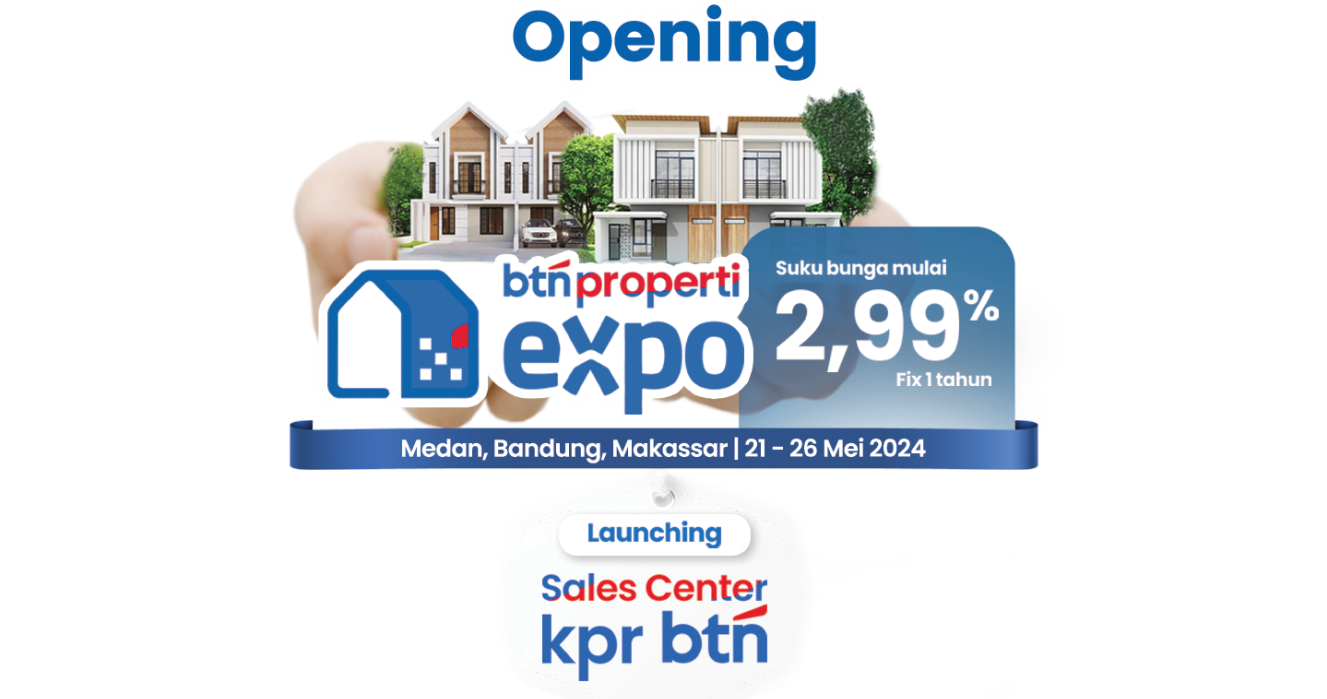 Opening
btn properti
expo
Suku bunga mulai
2,99%
Fix 1 tahun
Medan, Bandung, Makassar | 21 - 26 Mei 2024
Launching
Sales Center
kpr btn